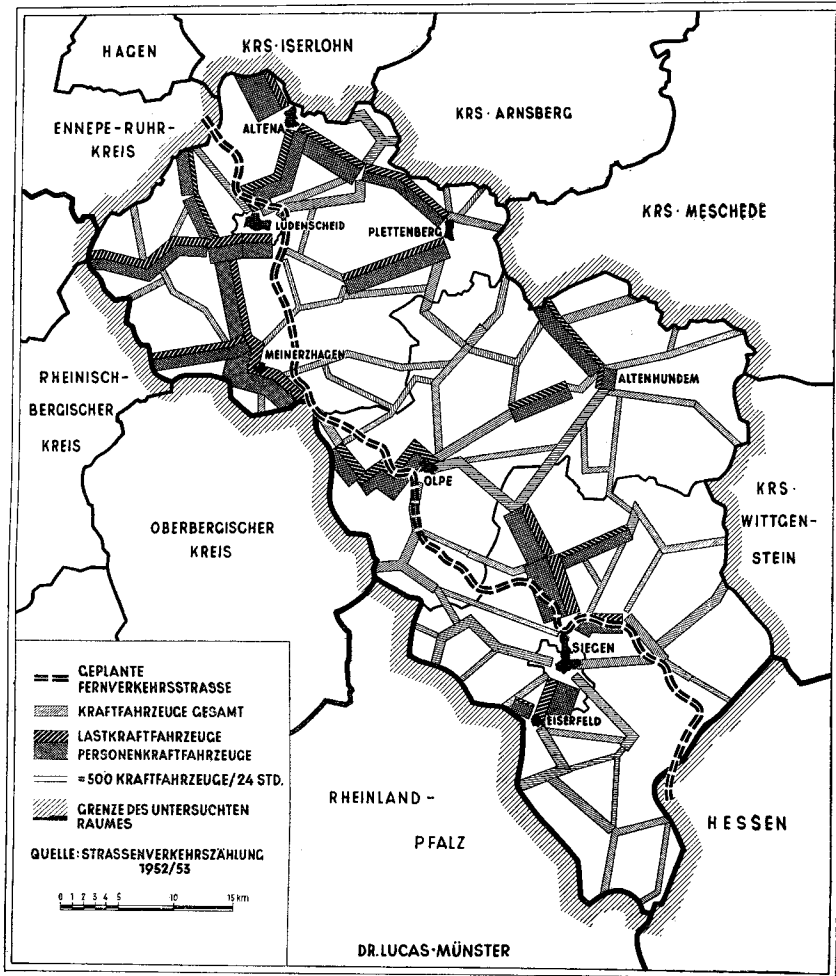 HAGEN
KRS·ISERLOHN
ENNEPE-RUHR-
KREIS
ALTENA
KRS·ARNSBERG
KRS·MESCHEDE
LÜDENSCHEID
PLETTENBERG
MEINERZHAGEN
RHEINISCH-
BERGISCHER
KREIS
ALTENHUNDEM
OLPE
KRS·
WITTGEN-
STEIN
OBERBERGISCHER
KREIS
SIEGEN
EISERFELD
RHEINLAND-
PFALZ
HESSEN
GEPLANTE
FERNVERKEHRSSTRASSE
KRAFTFAHRZEUGE GESAMT
LASTKRAFTFAHRZEUGE
PERSONENKRAFTFAHRZEUGE
=500 KRAFTFAHRZEUGE/24 STD.
GRENZE DES UNTERSUCHTEN
RAUMES
QUELLE: STRASSENVERKEHRSZÄHLUNG
1952/53
0 1 2 3 4 5 10 15 km
DR. LUCAS·MÜNSTER